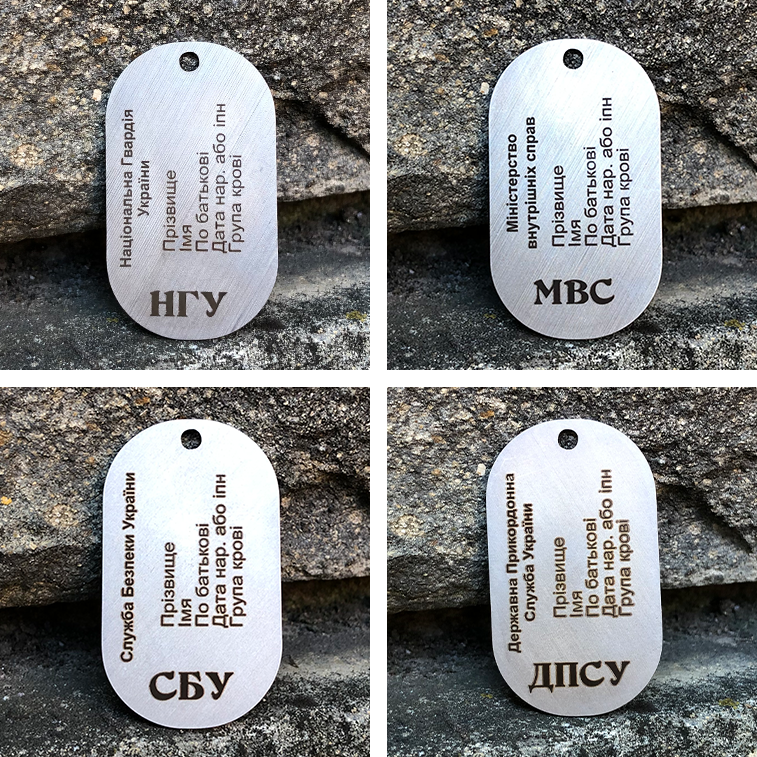 Національна Гвардія
України
Прізвище
Імя
По батькові
Дата нар. або іпн
Група крові
НГУ
Міністерство
внутрішніх справ
Прізвище
Імя
По батькові
Дата нар. або іпн
Група крові
МВС
Служба Безпеки України
Прізвище
Імя
По батькові
Дата нар. або іпн
Група крові
СБУ
Державна Прикордонна
Служба України
Прізвище
Імя
По батькові
Дата нар. або іпн
Група крові
ДПСУ